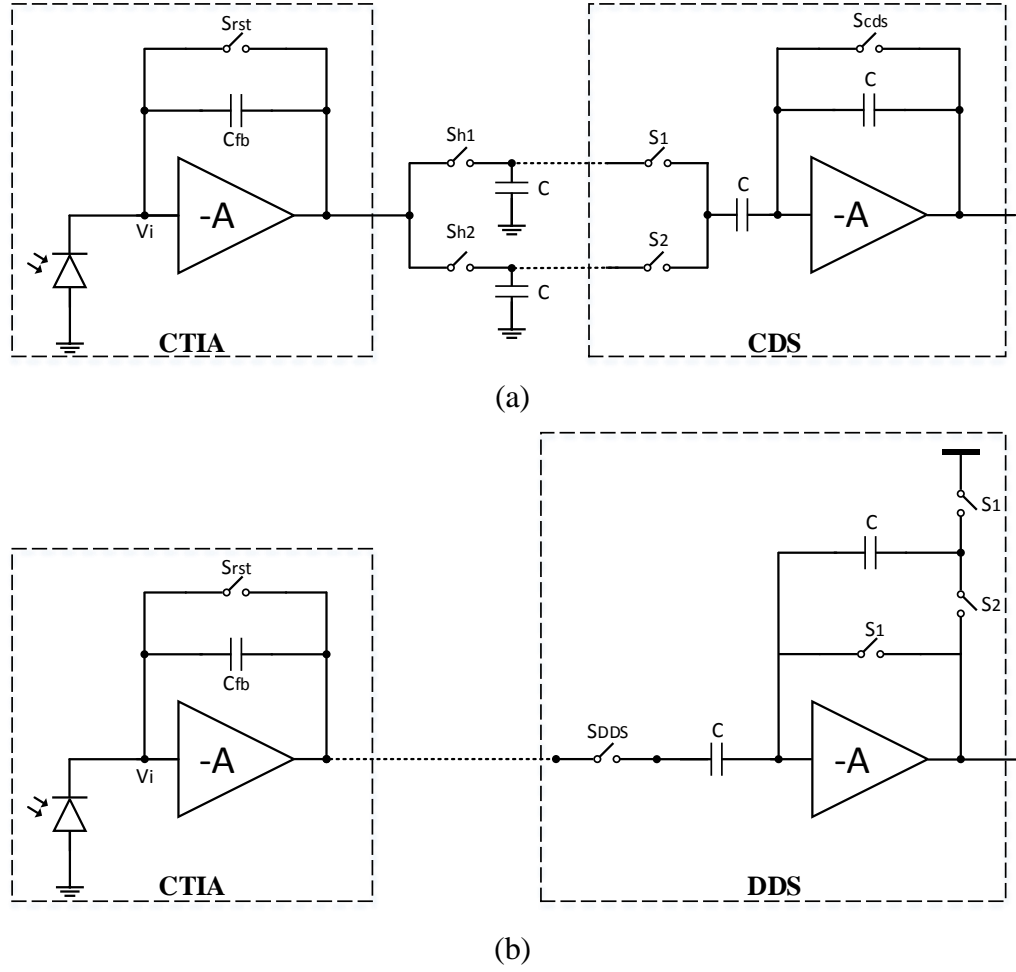 Srst
Scds
Cfb
C
Sh1
S1
C
C
-A
-A
Vi
Sh2
S2
C
CTIA
CDS
(a)
S1
C
Srst
S2
S1
Cfb
SDDS
C
-A
-A
Vi
CTIA
DDS
(b)